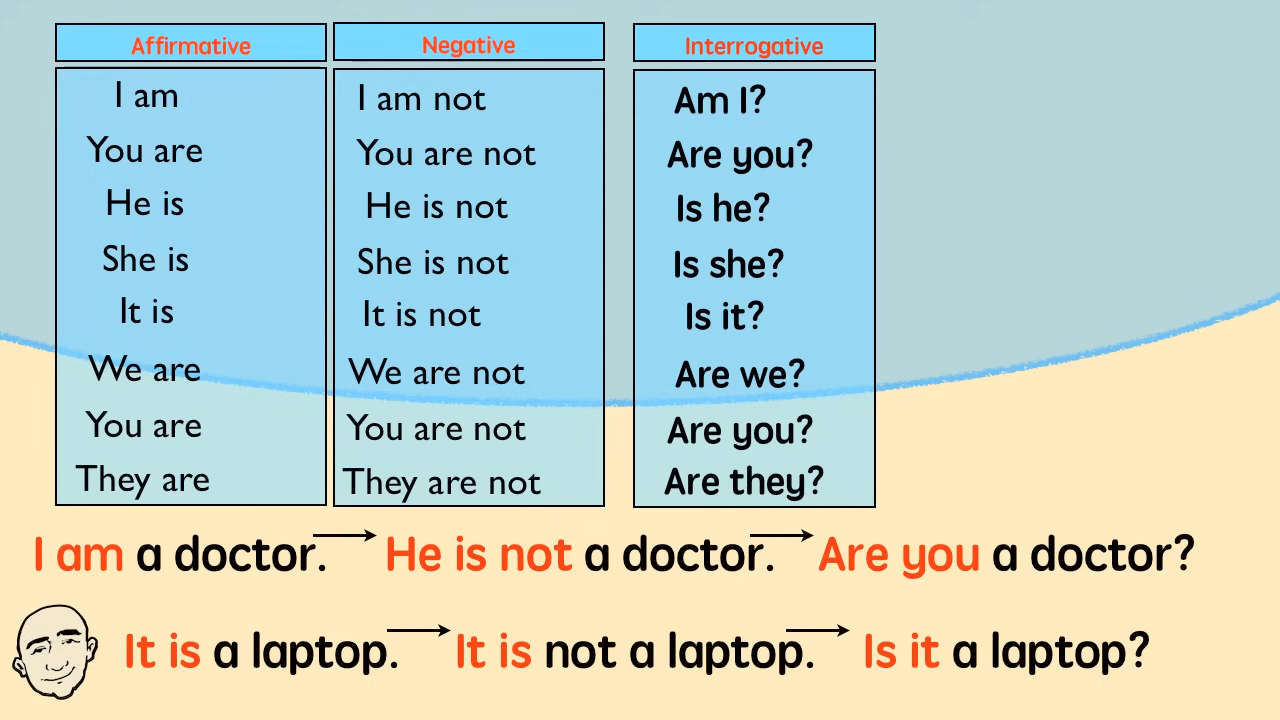 Affirmative Negative Interrogative
I am I am not Am I?
You are You are not Are you?
He is He is not Is he?
She is She is not Is she?
It is It is not Is it?
We are We are not Are we?
You are You are not Are you?
They are They are not Are they?
I am a doctor. He is not a doctor. Are you a doctor?
It is a laptop. It is not a laptop. Is it a laptop?